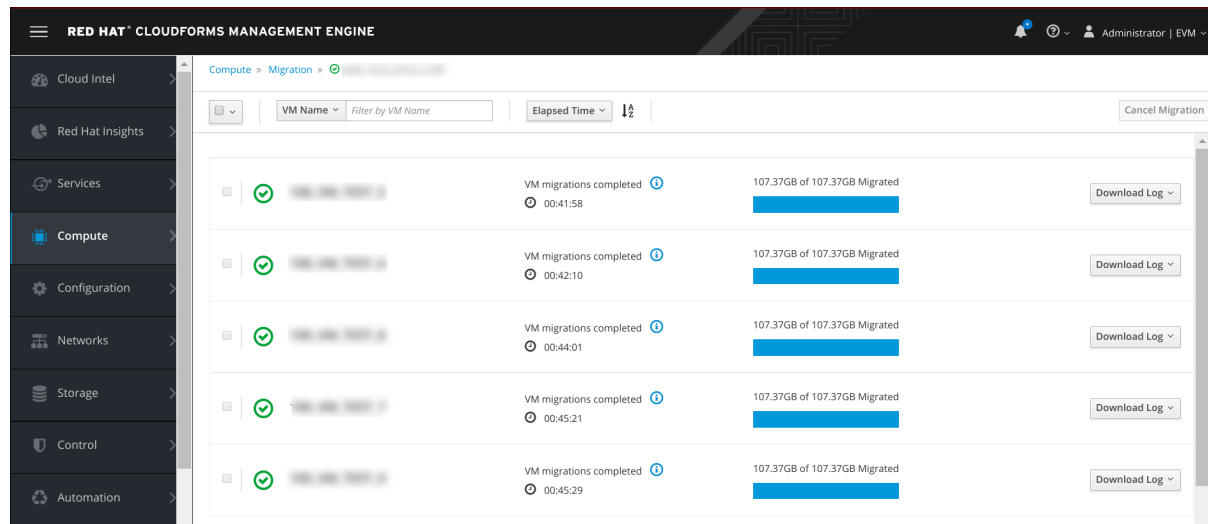 RED HAT® CLOUDFORMS MANAGEMENT ENGINE
Administrator | EVM
Cloud Intel
Red Hat Insights
Services
Compute
Configuration
Networks
Storage
Control
Automation
Compute » Migration »
VM Name Filter by VM Name Elapsed Time Cancel Migration
VM migrations completed 107.37GB of 107.37GB Migrated
00:41:58
Download Log
VM migrations completed 107.37GB of 107.37GB Migrated
00:42:10
Download Log
VM migrations completed 107.37GB of 107.37GB Migrated
00:44:01
Download Log
VM migrations completed 107.37GB of 107.37GB Migrated
00:45:21
Download Log
VM migrations completed 107.37GB of 107.37GB Migrated
00:45:29
Download Log